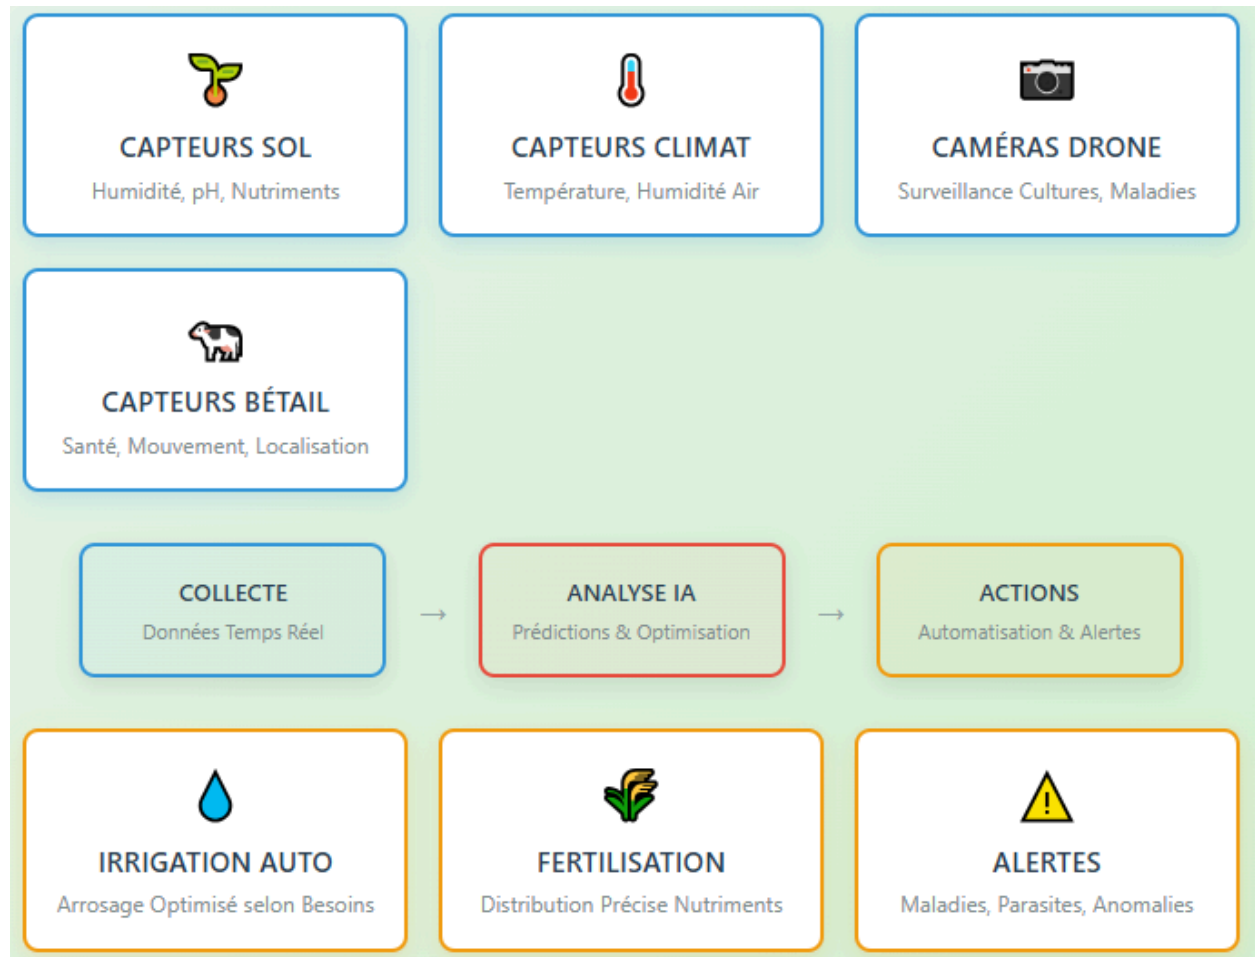 CAPTEURS SOL
Humidité, pH, Nutriments
CAPTEURS CLIMAT
Température, Humidité Air
CAMÉRAS DRONE
Surveillance Cultures, Maladies
CAPTEURS BÉTAIL
Santé, Mouvement, Localisation
COLLECTE
Données Temps Réel
→
ANALYSE IA
Prédictions & Optimisation
→
ACTIONS
Automatisation & Alertes
IRRIGATION AUTO
Arrosage Optimisé selon Besoins
FERTILISATION
Distribution Précise Nutriments
ALERTES
Maladies, Parasites, Anomalies